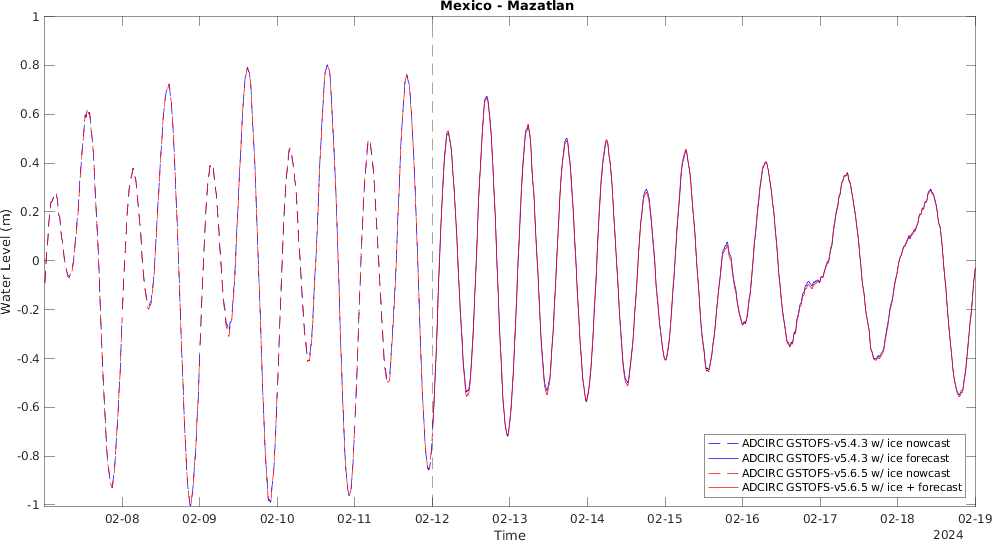 Mexico - Mazatlan
1
0.8
0.6
0.4
0.2
0
-0.2
-0.4
-0.6
-0.8
-1
Water Level (m)
02-08 02-09 02-10 02-11 02-12 02-13 02-14 02-15 02-16 02-17 02-18 02-19
Time
2024
ADCIRC GSTOFS-v5.4.3 w/ ice nowcast
ADCIRC GSTOFS-v5.4.3 w/ ice forecast
ADCIRC GSTOFS-v5.6.5 w/ ice nowcast
ADCIRC GSTOFS-v5.6.5 w/ ice + forecast